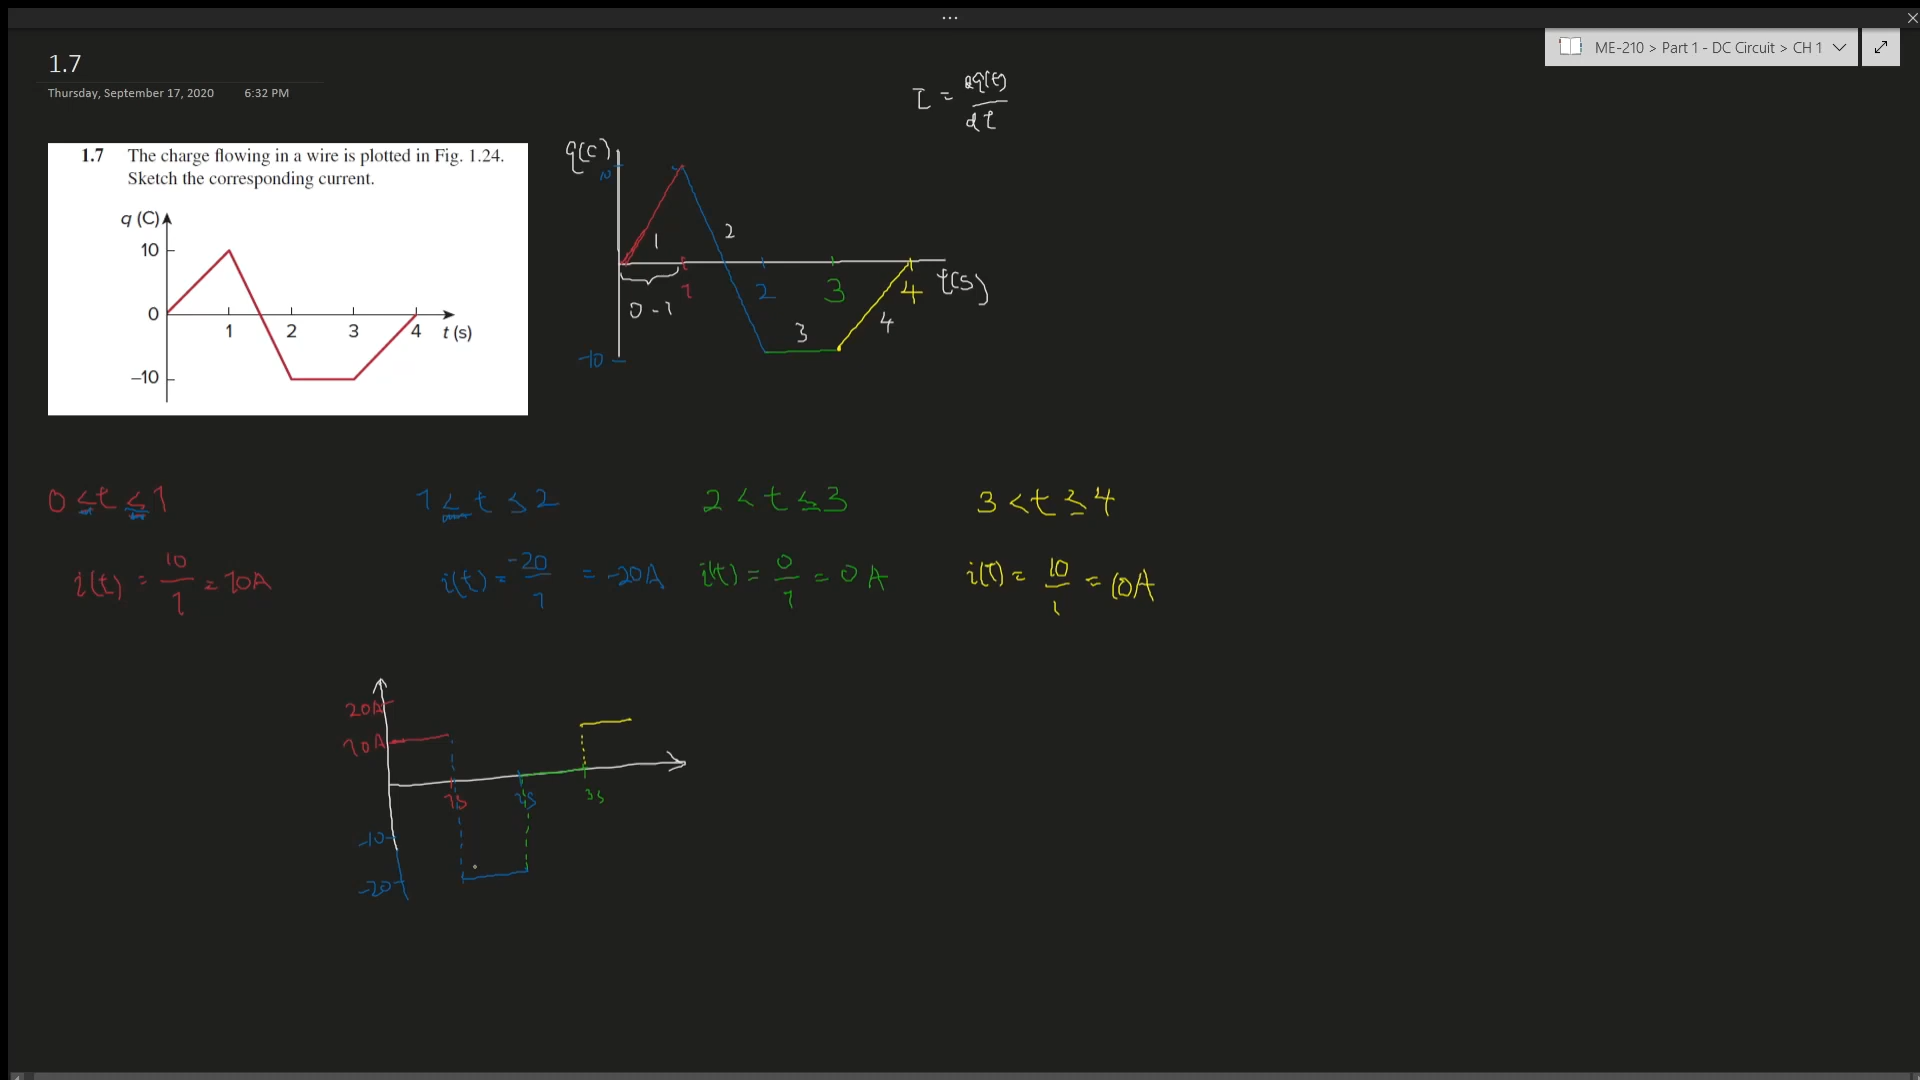 ME-210 > Part 1 - DC Circuit > CH 1
1.7
Thursday, September 17, 2020 6:32 PM
I = dq(t)/dt
1.7 The charge flowing in a wire is plotted in Fig. 1.24.
Sketch the corresponding current.
q (C)
10
0
-10
1 2 3 4 t (s)
q(C)
10
-10
1 2 3 4 t(s)
0 - 1
1
2
3
4
0 ≤ t ≤ 1
i(t) = 10/1 = 10A
1 ≤ t ≤ 2
i(t) = -20/1 = -20A
2 < t ≤ 3
i(t) = 0/1 = 0 A
3 < t ≤ 4
i(t) = 10/1 = 10A
20A
10A
1s 2s 3s
-10
-20